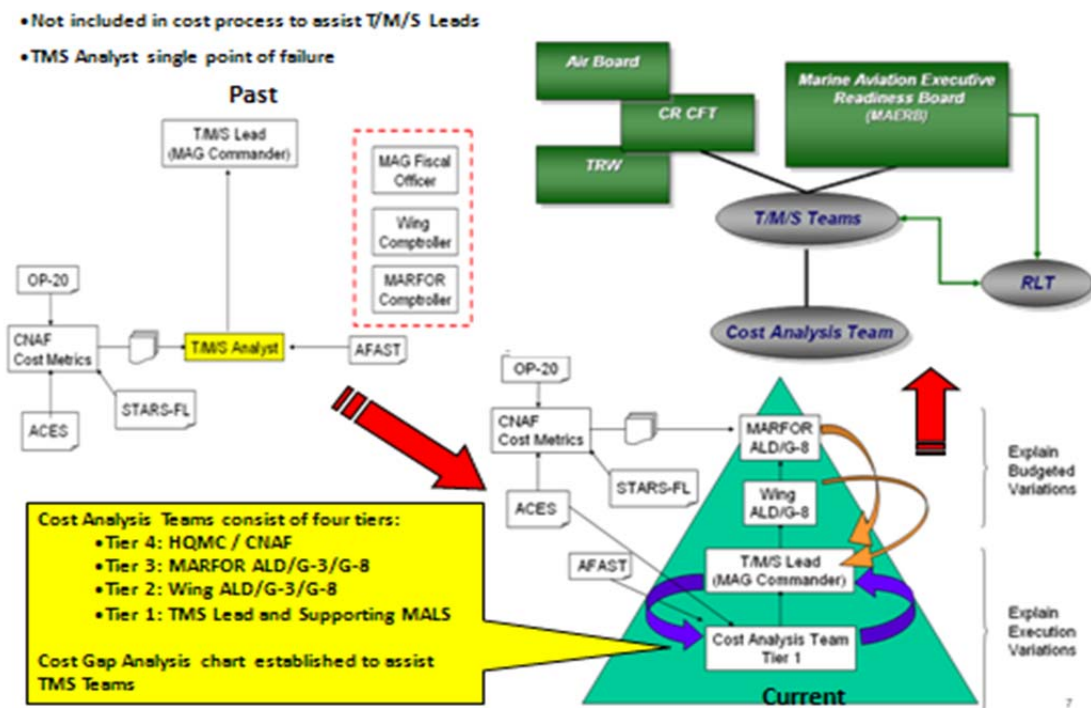 •Not included in cost process to assist T/M/S Leads
•TMS Analyst single point of failure
Past
T/M/S Lead
(MAG Commander)
MAG Fiscal
Officer
Wing
Comptroller
MARFOR
Comptroller
OP-20
CNAF
Cost Metrics
T/M/S Analyst
AFAST
STARS-FL
ACES
Air Board
CR CFT
TRW
Marine Aviation Executive
Readiness Board
(MAERB)
T/M/S Teams
RLT
Cost Analysis Team
OP-20
CNAF
Cost Metrics
STARS-FL
ACES
AFAST
MARFOR
ALD/G-8
Wing
ALD/G-8
T/M/S Lead
(MAG Commander)
Cost Analysis Team
Tier 1
Current
Explain
Budgeted
Variations
Explain
Execution
Variations
Cost Analysis Teams consist of four tiers:
•Tier 4: HQMC / CNAF
•Tier 3: MARFOR ALD/G-3/G-8
•Tier 2: Wing ALD/G-3/G-8
•Tier 1: TMS Lead and Supporting MALS
Cost Gap Analysis chart established to assist
TMS Teams
7